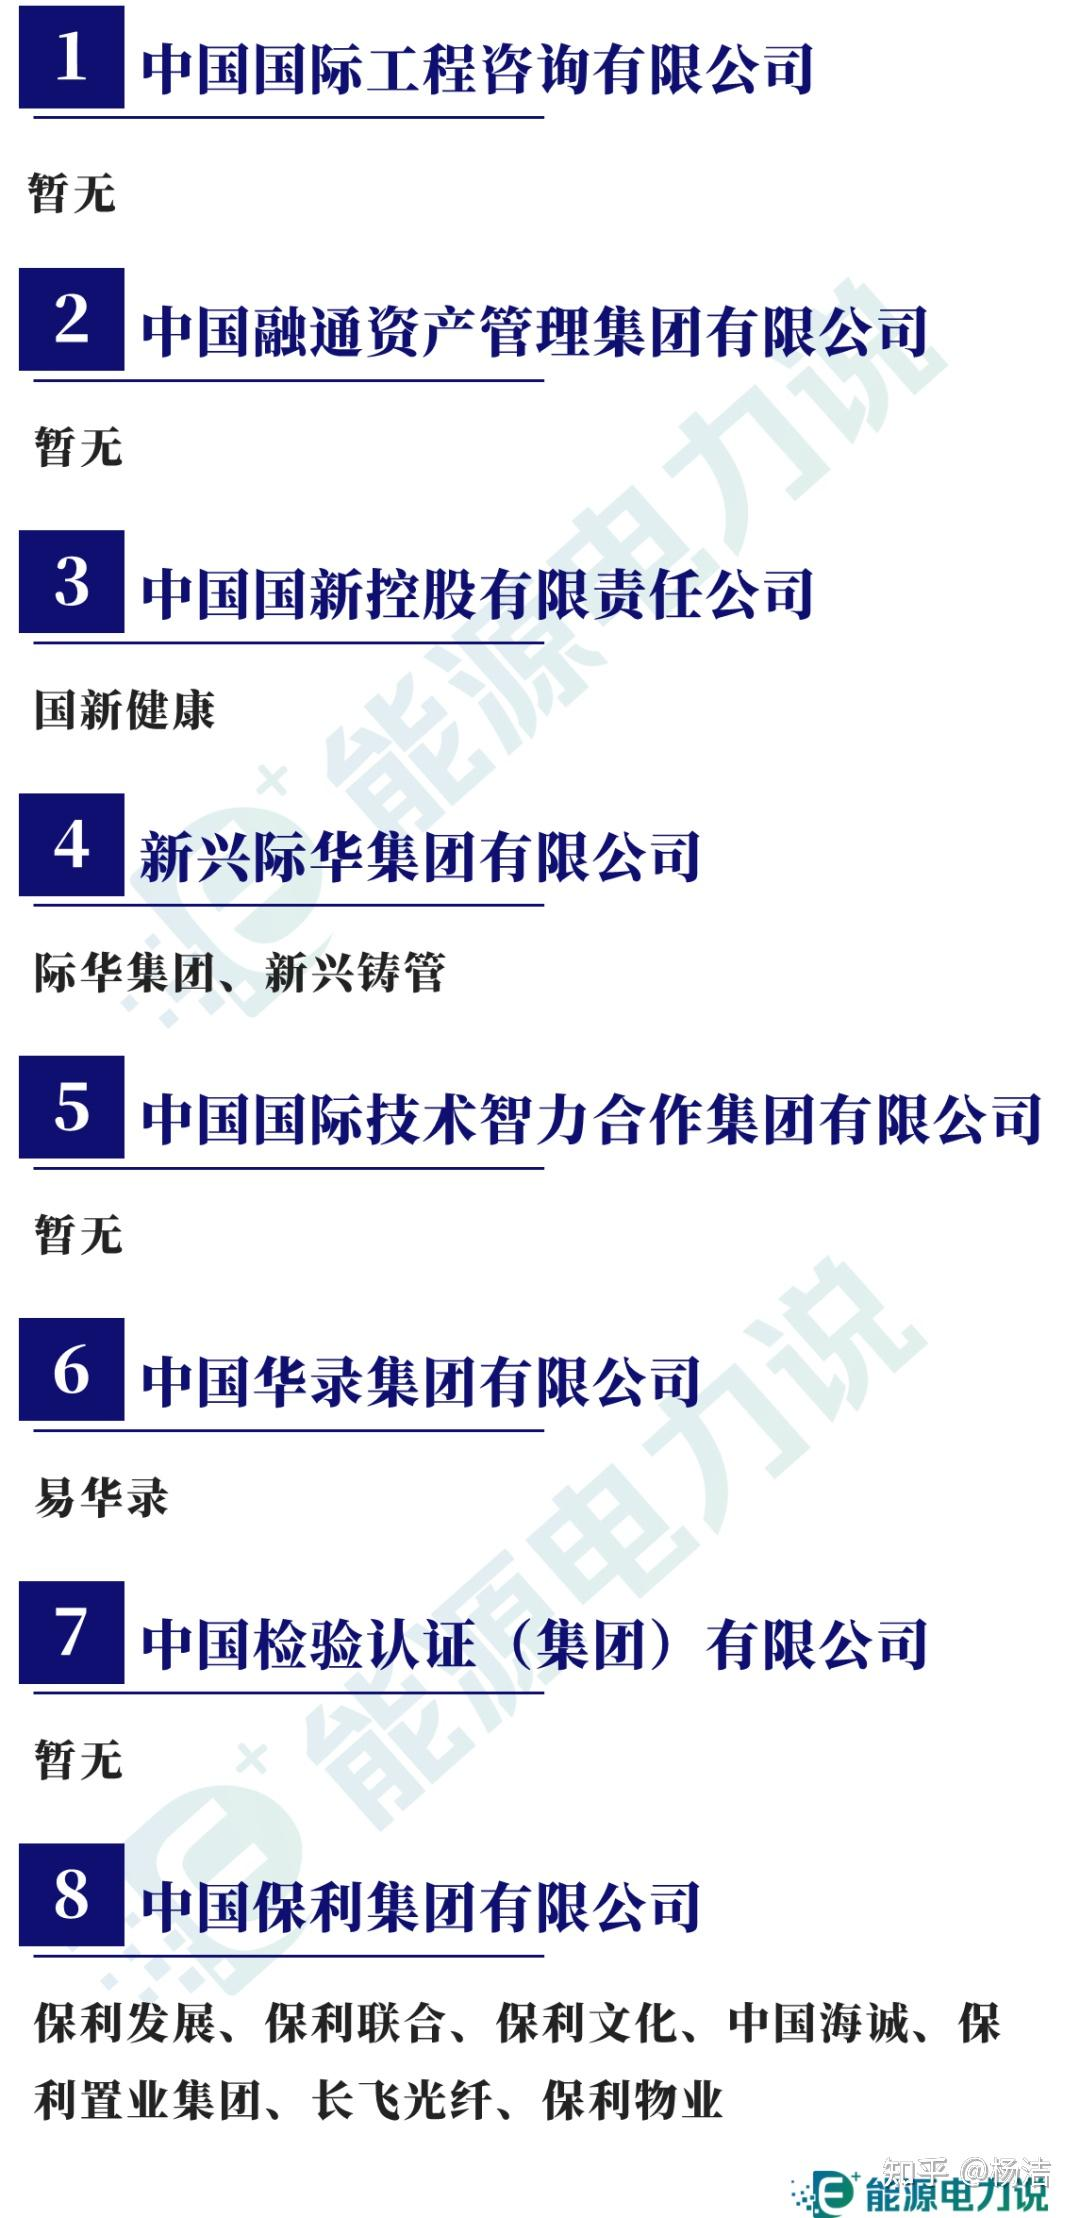 1
中国国际工程咨询有限公司
暂无
2
中国融通资产管理集团有限公司
暂无
3
中国国新控股有限责任公司
国新健康
4
新兴际华集团有限公司
际华集团、新兴铸管
5
中国国际技术智力合作集团有限公司
暂无
6
中国华录集团有限公司
易华录
7
中国检验认证（集团）有限公司
暂无
8
中国保利集团有限公司
保利发展、保利联合、保利文化、中国海诚、保
利置业集团、长飞光纤、保利物业
能源电力说
能源电力说
知乎 @杨洁
能源电力说